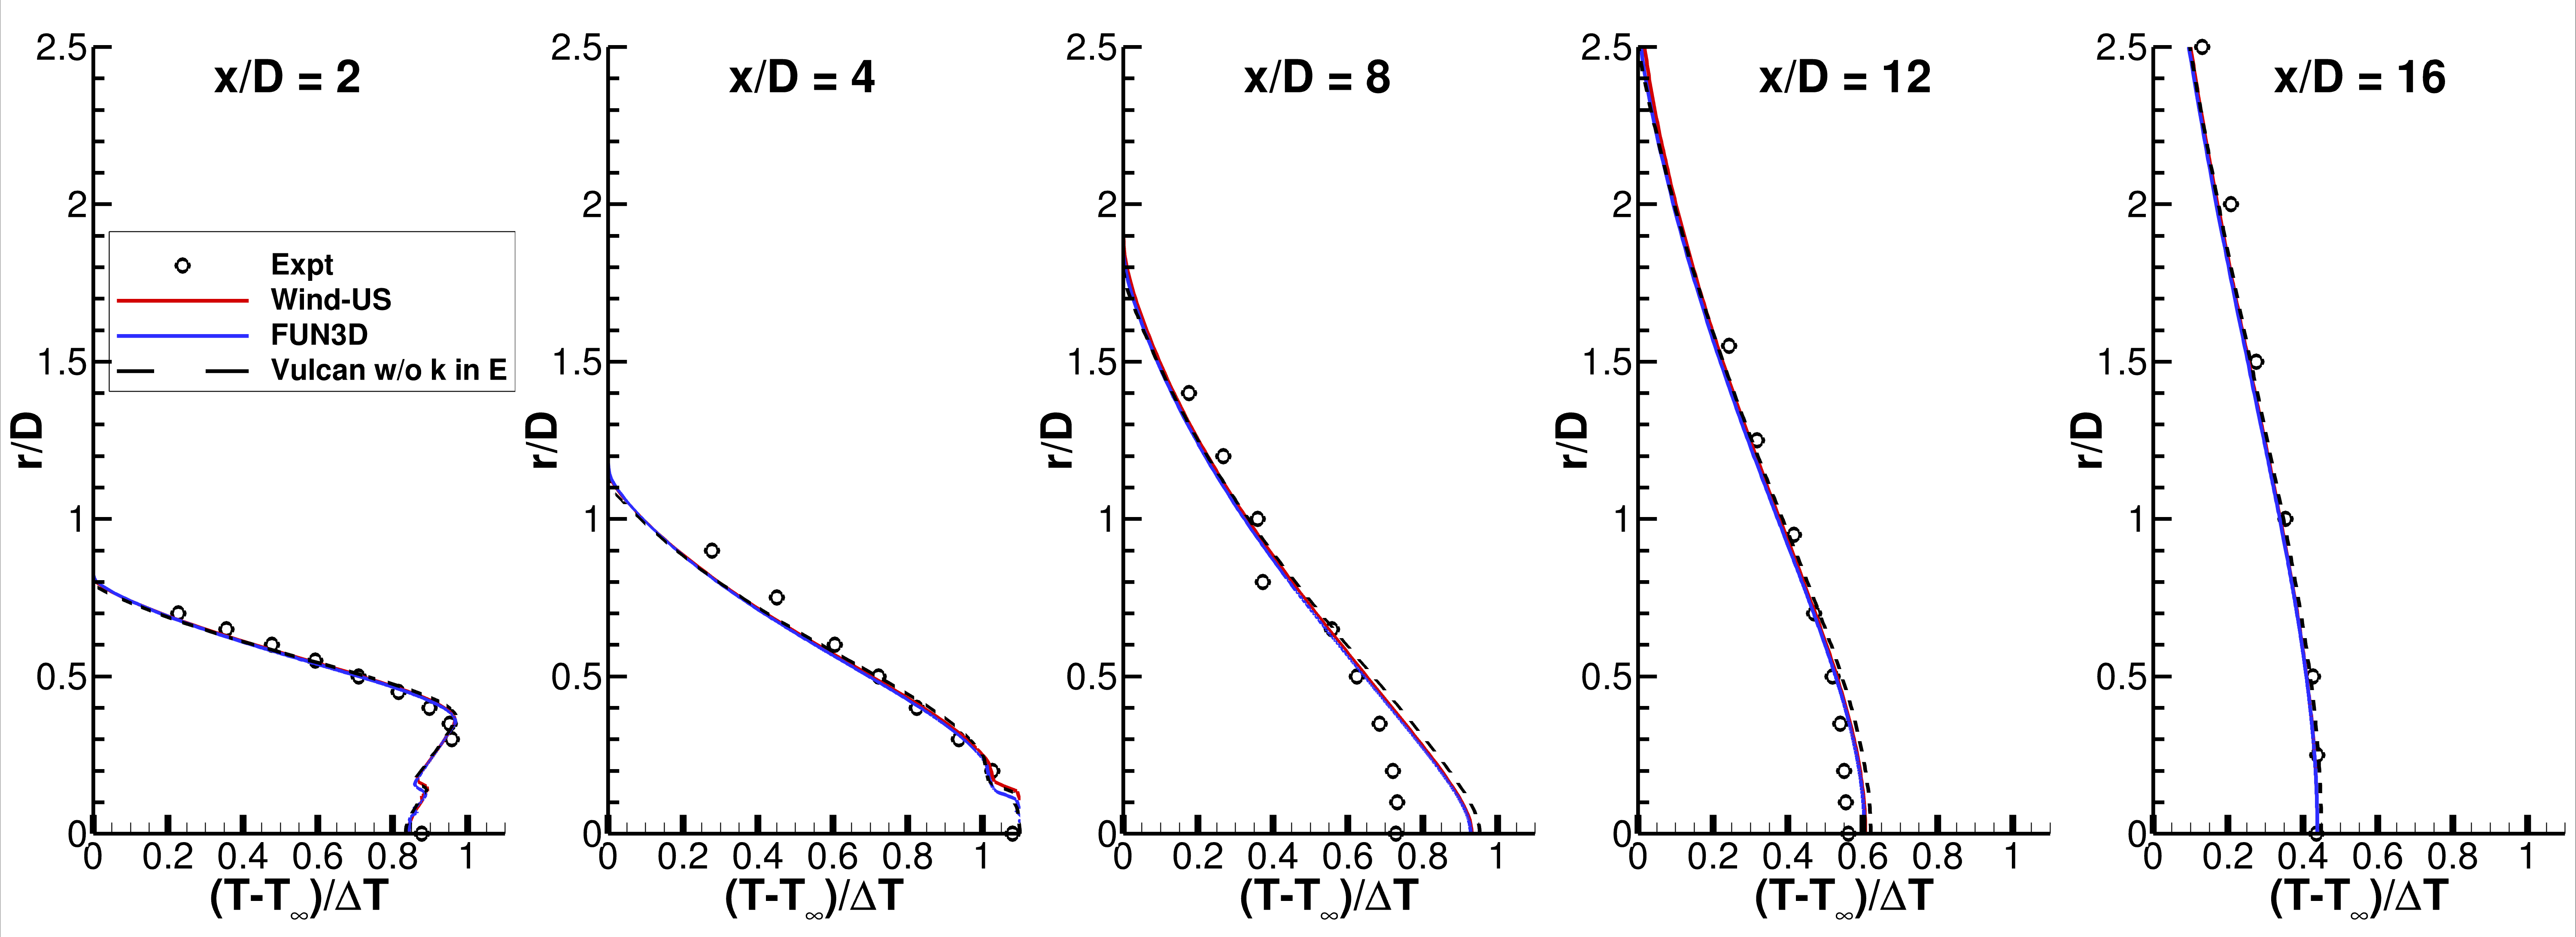 x/D = 2
2.5
2
1.5
1
0.5
0
r/D
Expt
Wind-US
FUN3D
Vulcan w/o k in E
0 0.2 0.4 0.6 0.8 1
(T-T∞)/ΔT
x/D = 4
2.5
2
1.5
1
0.5
0
r/D
0 0.2 0.4 0.6 0.8 1
(T-T∞)/ΔT
x/D = 8
2.5
2
1.5
1
0.5
0
r/D
0 0.2 0.4 0.6 0.8 1
(T-T∞)/ΔT
x/D = 12
2.5
2
1.5
1
0.5
0
r/D
0 0.2 0.4 0.6 0.8 1
(T-T∞)/ΔT
x/D = 16
2.5
2
1.5
1
0.5
0
r/D
0 0.2 0.4 0.6 0.8 1
(T-T∞)/ΔT